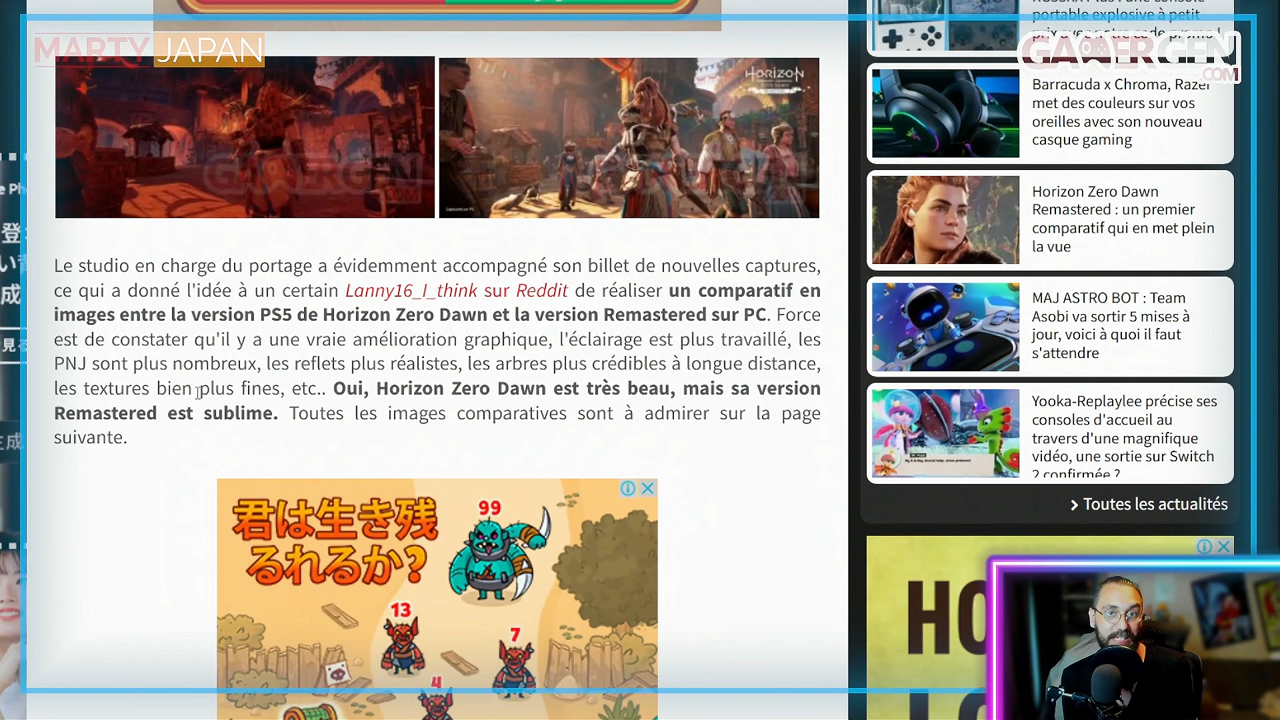 MARTY JAPAN
GAMERGEN
.COM
HORIZON
Le studio en charge du portage a évidemment accompagné son billet de nouvelles captures,
ce qui a donné l'idée à un certain Lanny16_I_think sur Reddit de réaliser un comparatif en
images entre la version PS5 de Horizon Zero Dawn et la version Remastered sur PC. Force
est de constater qu'il y a une vraie amélioration graphique, l'éclairage est plus travaillé, les
PNJ sont plus nombreux, les reflets plus réalistes, les arbres plus crédibles à longue distance,
les textures bien plus fines, etc.. Oui, Horizon Zero Dawn est très beau, mais sa version
Remastered est sublime. Toutes les images comparatives sont à admirer sur la page
suivante.
君は生き残
るれるか?
99
13
7
4
portable explosive à petit
prix avec notre code promo !
Barracuda x Chroma, Razer
met des couleurs sur vos
oreilles avec son nouveau
casque gaming
Horizon Zero Dawn
Remastered : un premier
comparatif qui en met plein
la vue
MAJ ASTRO BOT : Team
Asobi va sortir 5 mises à
jour, voici à quoi il faut
s'attendre
Yooka-Replaylee précise ses
consoles d'accueil au
travers d'une magnifique
vidéo, une sortie sur Switch
2 confirmée ?
Toutes les actualités
HO